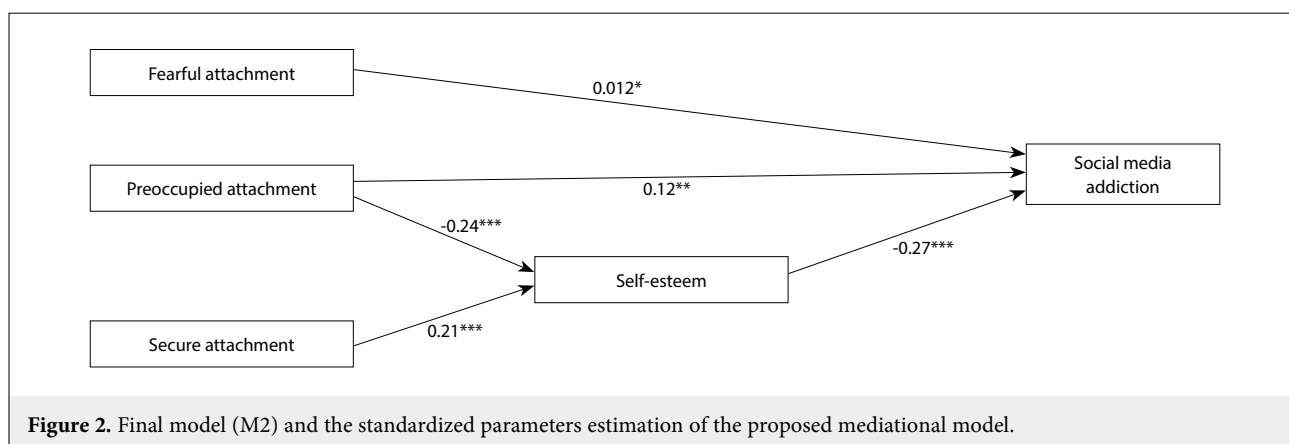 Fearful attachment
0.012*
Preoccupied attachment
Social media
addiction
0.12**
-0.24***
-0.27***
Self-esteem
Secure attachment
0.21***
Figure 2. Final model (M2) and the standardized parameters estimation of the proposed mediational model.